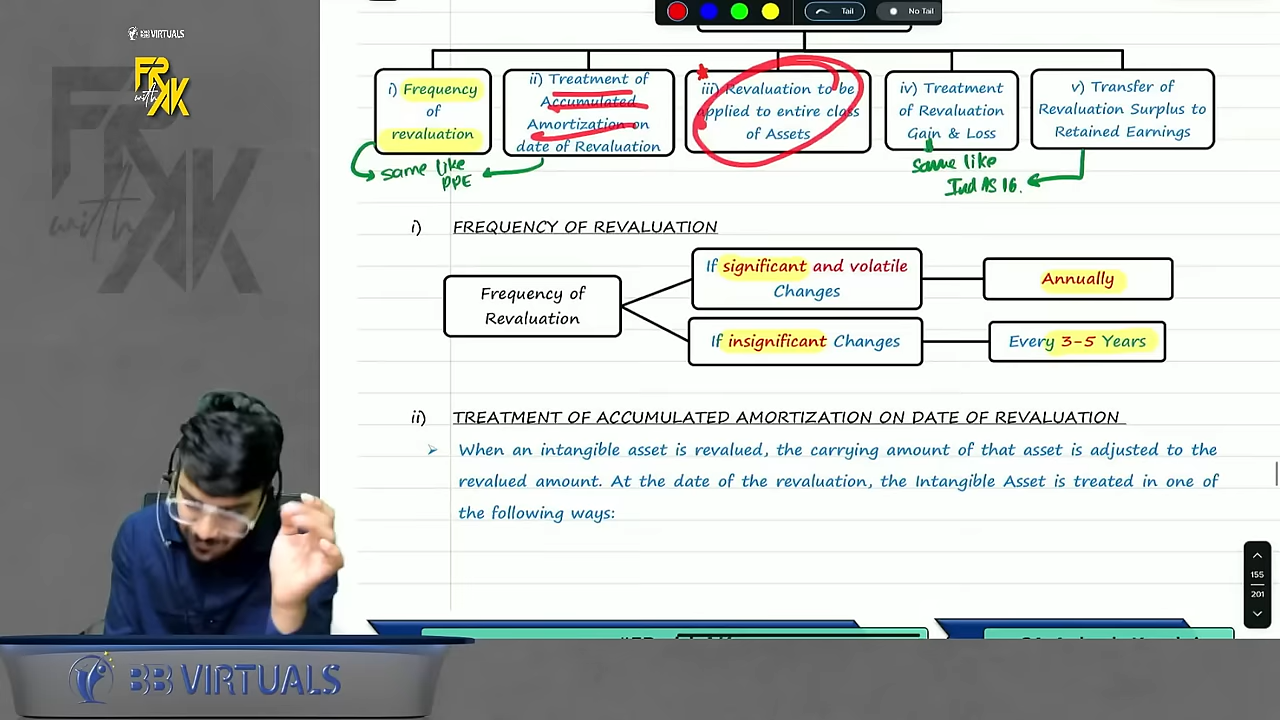 BB VIRTUALS
FR
with
AK
FR
with
AK
Tail
No Tail
i) Frequency
of
revaluation
ii) Treatment of
Accumulated
Amortization on
date of Revaluation
iii) Revaluation to be
applied to entire class
of Assets
iv) Treatment
of Revaluation
Gain & Loss
v) Transfer of
Revaluation Surplus to
Retained Earnings
same like
PPE
Same like
Ind AS 16.
i) FREQUENCY OF REVALUATION
Frequency of
Revaluation
If significant and volatile
Changes
Annually
If insignificant Changes
Every 3-5 Years
ii) TREATMENT OF ACCUMULATED AMORTIZATION ON DATE OF REVALUATION
➢ When an intangible asset is revalued, the carrying amount of that asset is adjusted to the
revalued amount. At the date of the revaluation, the Intangible Asset is treated in one of
the following ways:
155
201
BB VIRTUALS